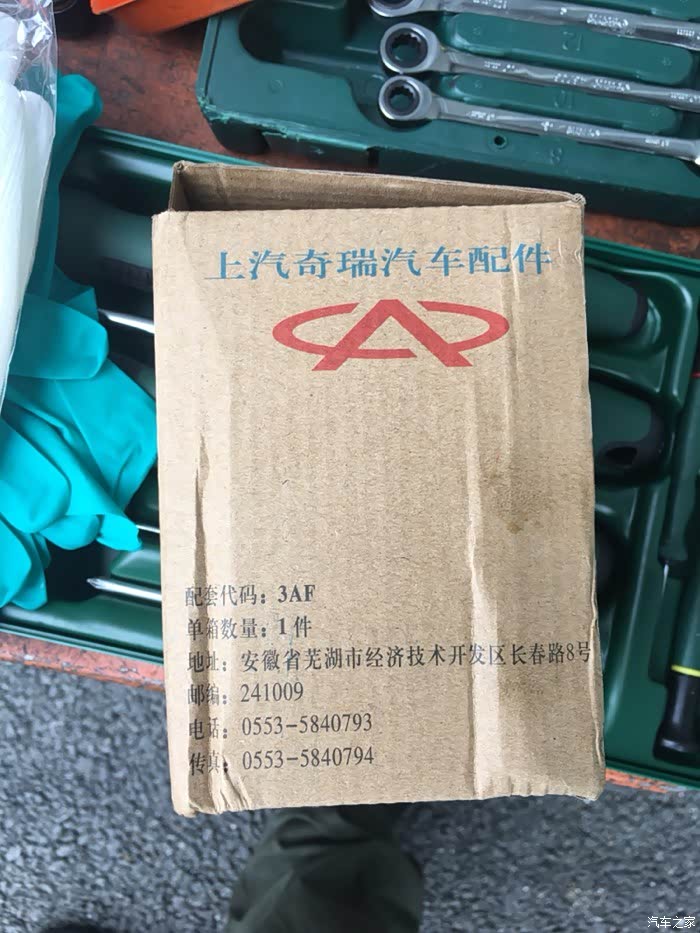 上汽奇瑞汽车配件
配套代码：3AF
单箱数量：1件
地址：安徽省芜湖市经济技术开发区长春路8号
邮编：241009
电话：0553-5840793
传真：0553-5840794
12
汽车之家